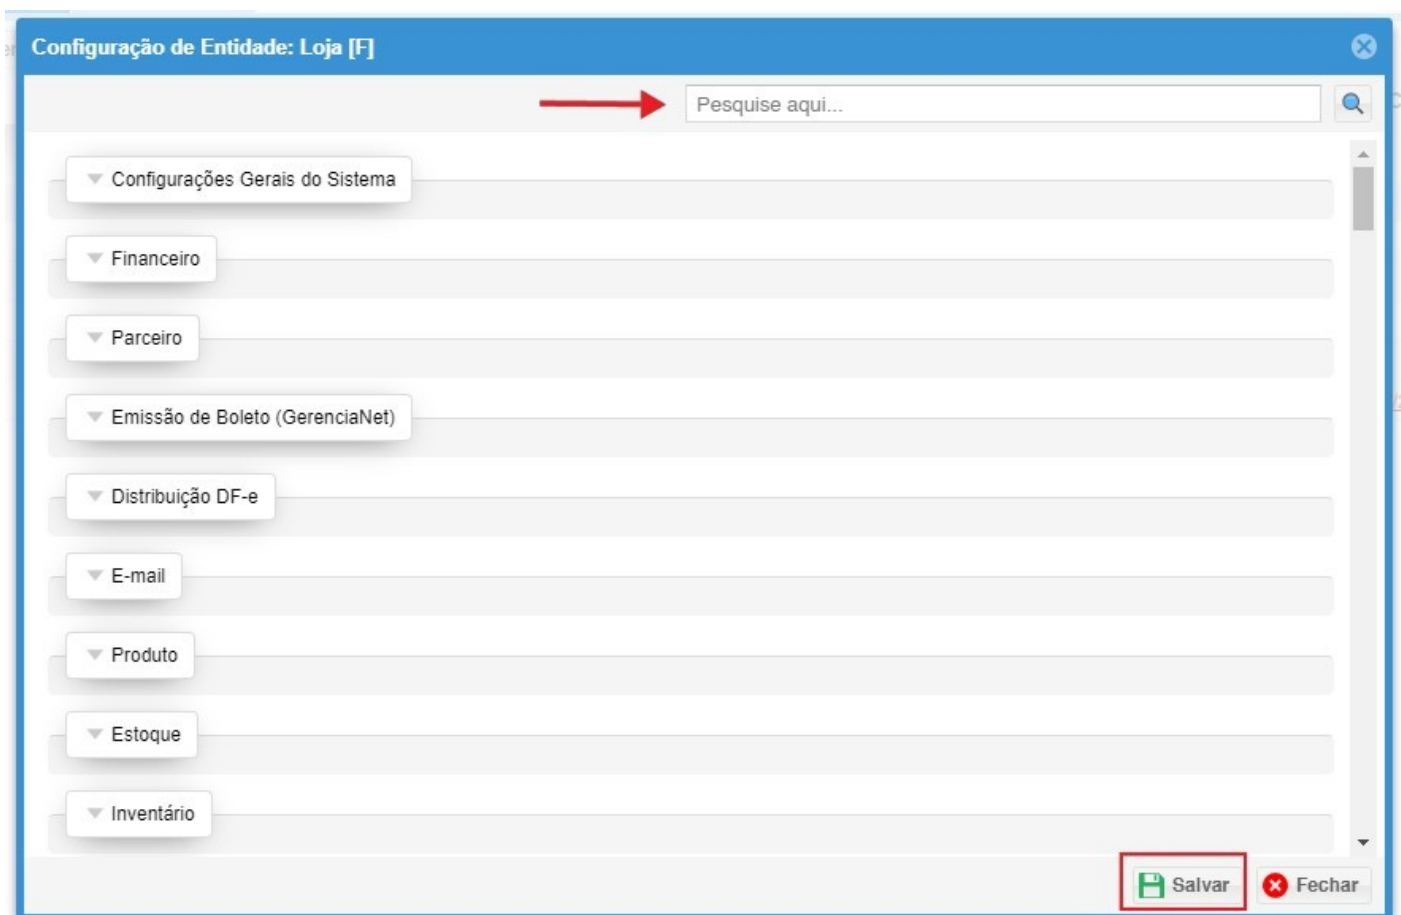 Configuração de Entidade: Loja [F]
Pesquise aqui...
Configurações Gerais do Sistema
Financeiro
Parceiro
Emissão de Boleto (GerenciaNet)
Distribuição DF-e
E-mail
Produto
Estoque
Inventário
Salvar
Fechar